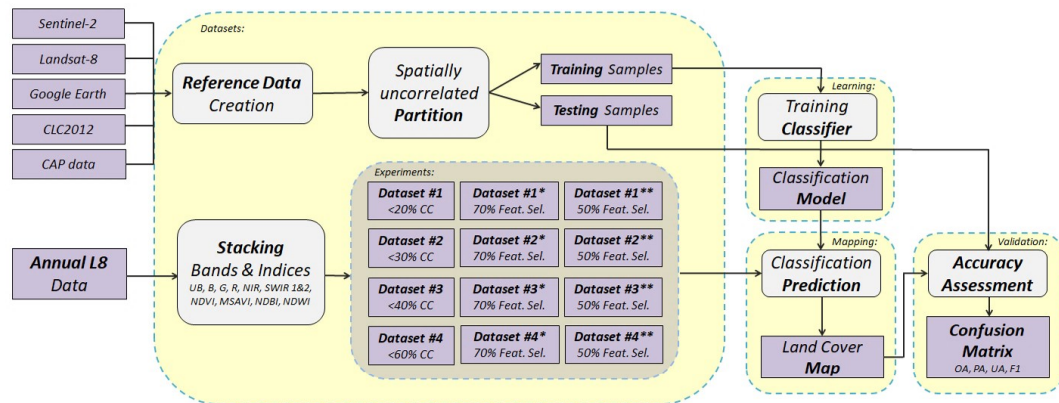 Sentinel-2
Landsat-8
Google Earth
CLC2012
CAP data
Datasets:
Reference Data
Creation
Spatially
uncorrelated
Partition
Training Samples
Testing Samples
Learning:
Training
Classifier
Classification
Model
Annual L8
Data
Stacking
Bands & Indices
UB, B, G, R, NIR, SWIR 1&2,
NDVI, MSAVI, NDBI, NDWI
Experiments:
Dataset #1
<20% CC
Dataset #1*
70% Feat. Sel.
Dataset #1**
50% Feat. Sel.
Dataset #2
<30% CC
Dataset #2*
70% Feat. Sel.
Dataset #2**
50% Feat. Sel.
Dataset #3
<40% CC
Dataset #3*
70% Feat. Sel.
Dataset #3**
50% Feat. Sel.
Dataset #4
<60% CC
Dataset #4*
70% Feat. Sel.
Dataset #4**
50% Feat. Sel.
Mapping:
Classification
Prediction
Land Cover
Map
Validation:
Accuracy
Assessment
Confusion
Matrix
OA, PA, UA, F1